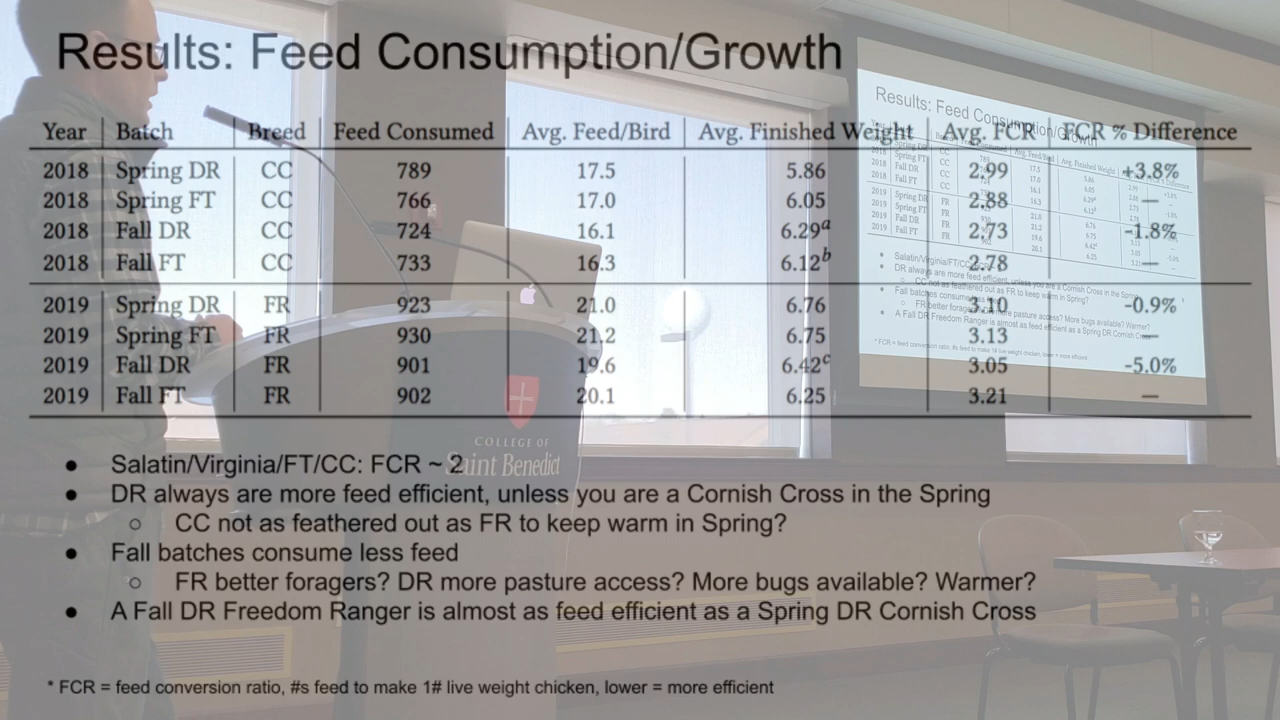 Results: Feed Consumption/Growth
Year Batch Breed Feed Consumed Avg. Feed/Bird Avg. Finished Weight Avg. FCR FCR % Difference
2018 Spring DR CC 789 17.5 5.86 2.99 +3.8%
2018 Spring FT CC 766 17.0 6.05 2.88 —
2018 Fall DR CC 724 16.1 6.29a 2.73 -1.8%
2018 Fall FT CC 733 16.3 6.12b 2.78 —
2019 Spring DR FR 923 21.0 6.76 3.10 -0.9%
2019 Spring FT FR 930 21.2 6.75 3.13 —
2019 Fall DR FR 901 19.6 6.42c 3.05 -5.0%
2019 Fall FT FR 902 20.1 6.25 3.21 —
● Salatin/Virginia/FT/CC: FCR ~ 2
● DR always are more feed efficient, unless you are a Cornish Cross in the Spring
○ CC not as feathered out as FR to keep warm in Spring?
● Fall batches consume less feed
○ FR better foragers? DR more pasture access? More bugs available? Warmer?
● A Fall DR Freedom Ranger is almost as feed efficient as a Spring DR Cornish Cross
* FCR = feed conversion ratio, #s feed to make 1# live weight chicken, lower = more efficient
COLLEGE OF
Saint Benedict
Results: Feed Consumption/Growth